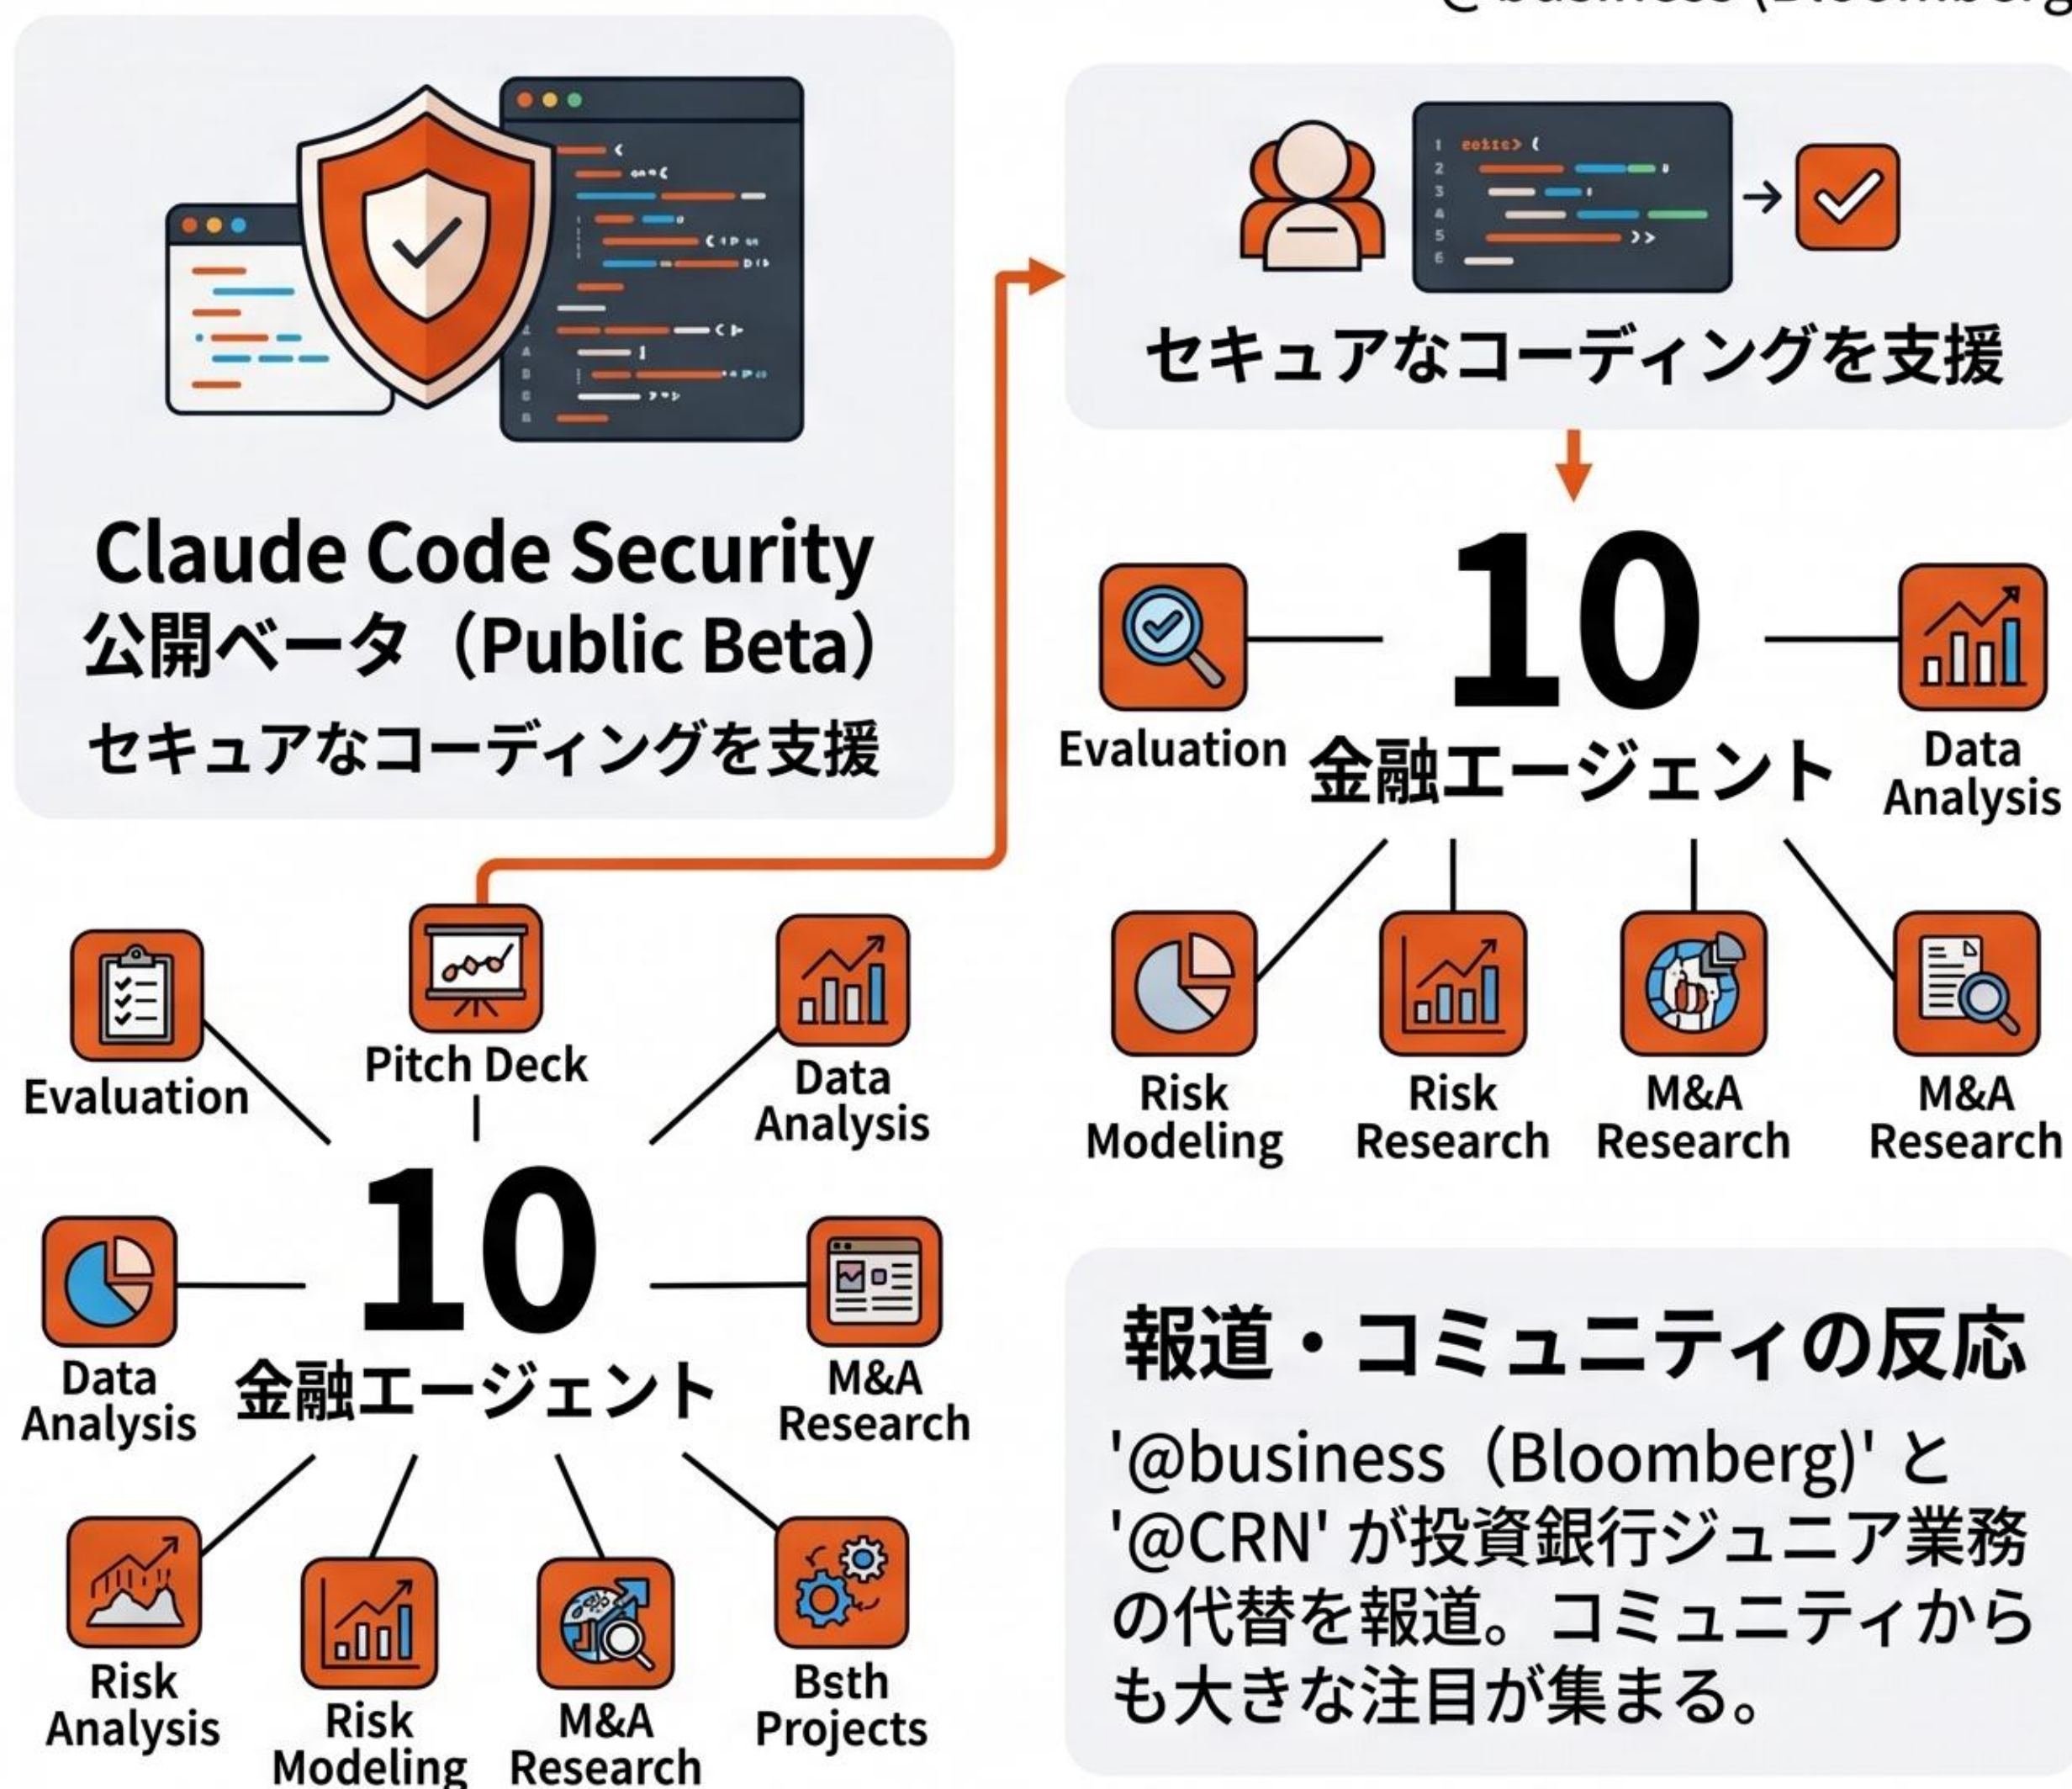 Claude Code Security
公開ベータ（Public Beta）
セキュアなコーディングを支援
Evaluation
Pitch Deck
Data
Analysis
10
金融エージェント
Data
Analysis
M&A
Research
Risk
Analysis
Risk
Modeling
M&A
Research
Bsth
Projects
@business (Bloomberg
セキュアなコーディングを支援
10
金融エージェント
Evaluation
Data
Analysis
Risk
Modeling
Risk
Research
M&A
Research
M&A
Research
報道・コミュニティの反応
'@business（Bloomberg)' と
'@CRN' が投資銀行ジュニア業務
の代替を報道。コミュニティから
も大きな注目が集まる。